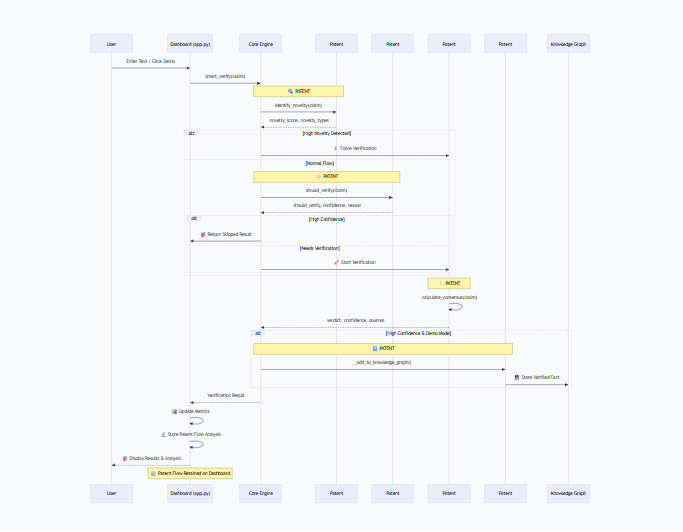 User Dashboard (app.py) Core Engine Patent Patent Patent Patent Knowledge Graph
Enter Text / Click Demo
smart_verify(claim)
PATENT
identify_novelty(claim)
novelty_score, novelty_types
alt [High Novelty Detected]
Force Verification
[Normal Flow]
PATENT
should_verify(claim)
should_verify, confidence, reason
alt [High Confidence]
Return Skipped Result
[Needs Verification]
Start Verification
PATENT
calculate_consensus(claim)
verdict, confidence, sources
alt [High Confidence & Demo Mode]
PATENT
_add_to_knowledge_graph()
Store Verified Fact
Verification Result
Update Metrics
Store Patent Flow Analysis
Display Results & Analysis
Patent Flow Retained on Dashboard
User Dashboard (app.py) Core Engine Patent Patent Patent Patent Knowledge Graph